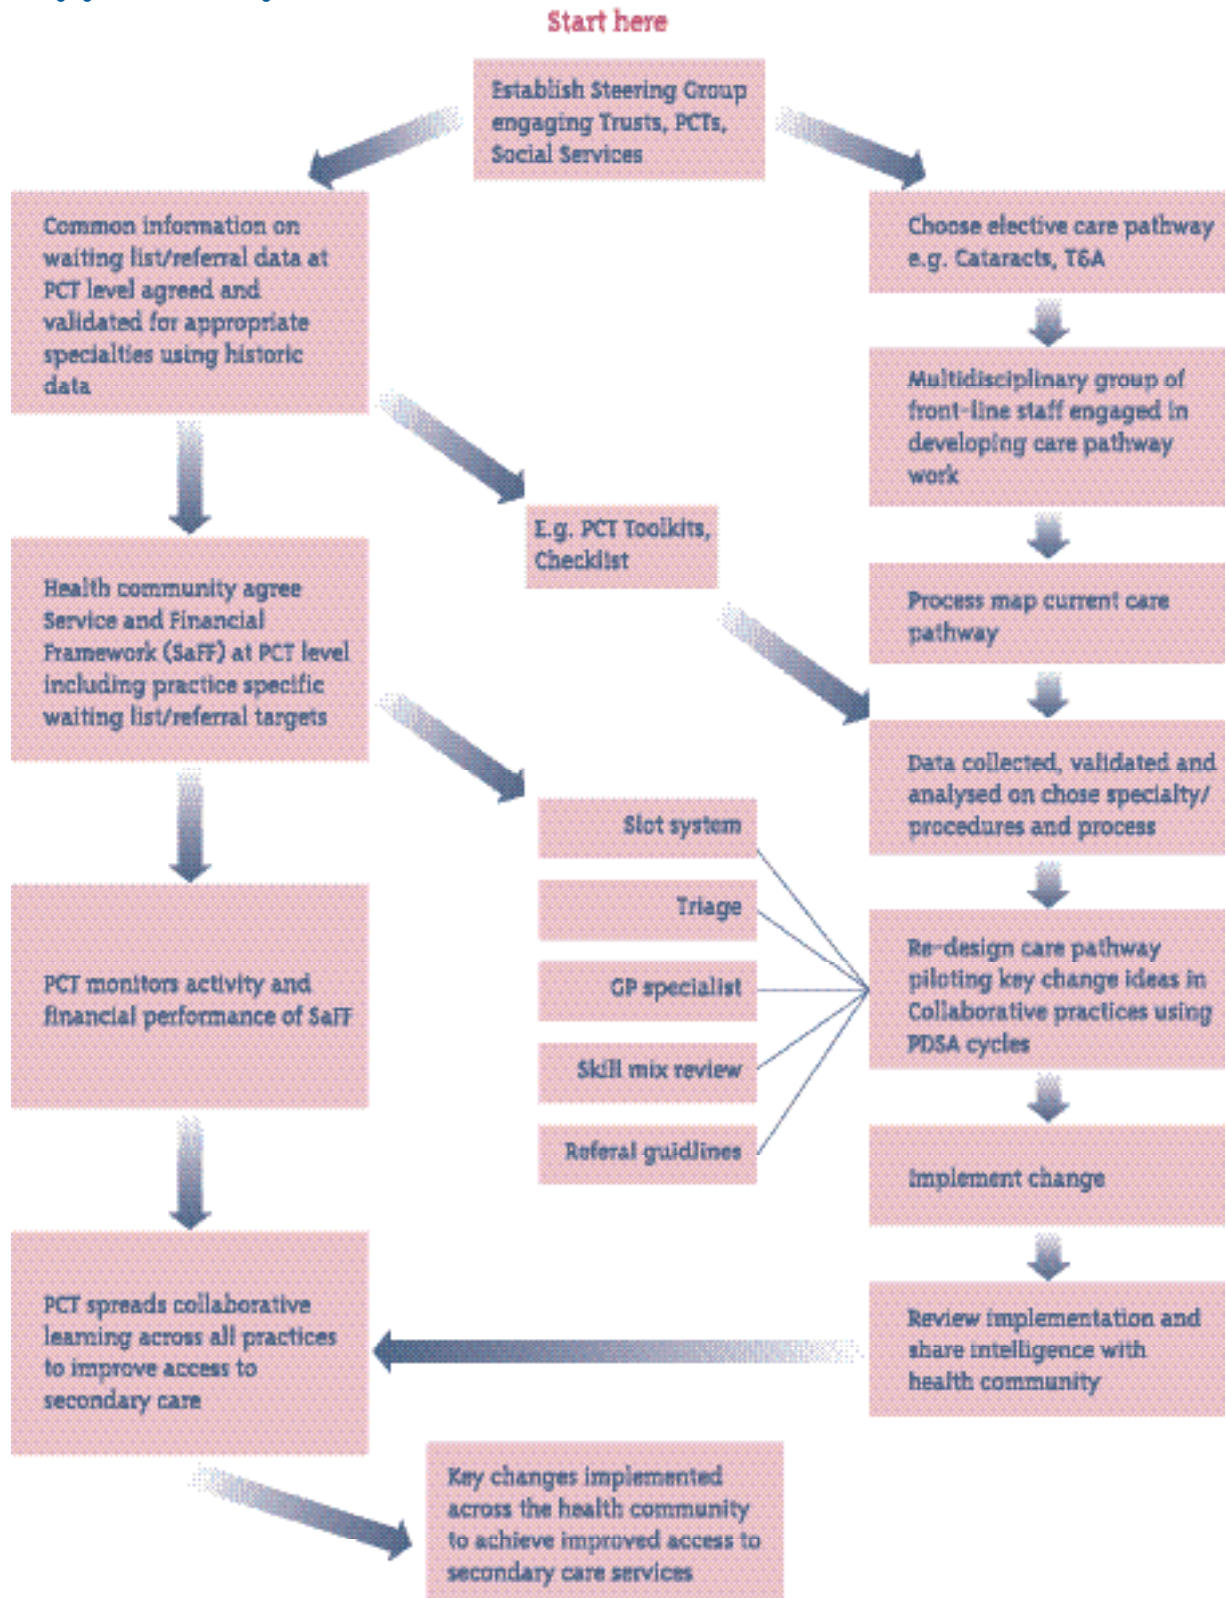 Start here
Establish Steering Group
engaging Trusts, PCTs,
Social Services
Common information on
waiting list/referral data at
PCT level agreed and
validated for appropriate
specialties using historic
data
Choose elective care pathway
e.g. Cataracts, T&A
Multidisciplinary group of
front-line staff engaged in
developing care pathway
work
E.g. PCT Toolkits,
Checklist
Health community agree
Service and Financial
Framework (SaFF) at PCT level
including practice specific
waiting list/referral targets
Process map current care
pathway
Data collected, validated and
analysed on chose specialty/
procedures and process
Slot system
Triage
GP specialist
Skill mix review
Referal guidlines
PCT monitors activity and
financial performance of SaFF
Re-design care pathway
piloting key change ideas in
Collaborative practices using
PDSA cycles
Implement change
Review implementation and
share intelligence with
health community
PCT spreads collaborative
learning across all practices
to improve access to
secondary care
Key changes implemented
across the health community
to achieve improved access to
secondary care services